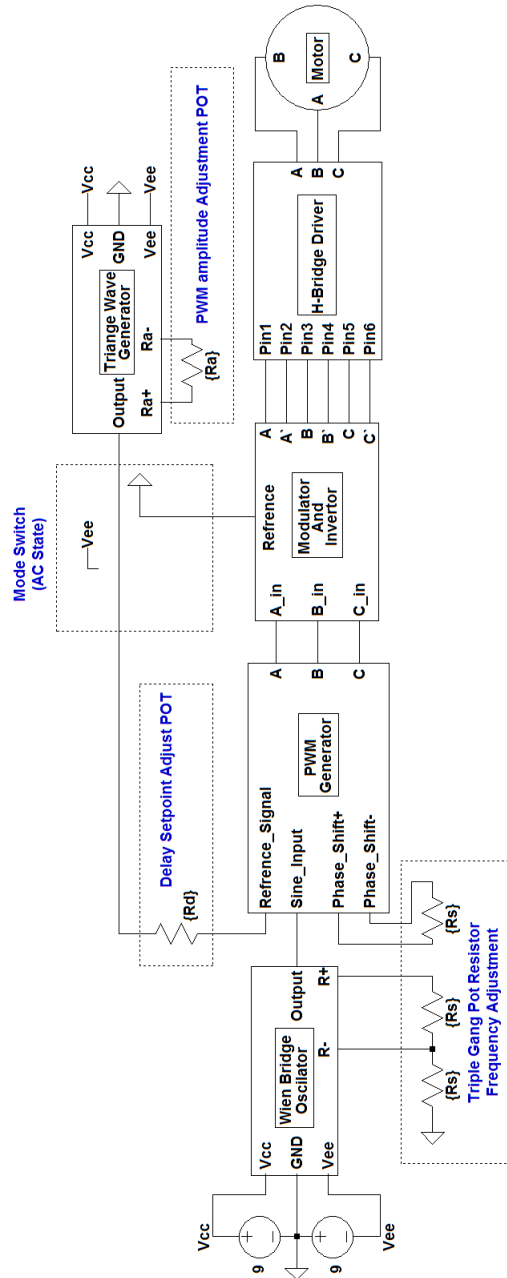 Vcc
9
9
Vee
Vcc
GND
Vee
Wien Bridge
Oscilator
Output
R-
R+
{Rs}
{Rs}
{Rs}
Triple Gang Pot Resistor
Frequency Adjustment
Delay Setpoint Adjust POT
{Rd}
Refrence_Signal
Sine_Input
Phase_Shift+
Phase_Shift-
PWM
Generator
A
B
C
Mode Switch
(AC State)
Vee
A_in
B_in
C_in
Refrence
Modulator
And
Invertor
A
A`
B
B`
C
C`
Output
Triange Wave
Generator
Ra+
Ra-
{Ra}
Vcc
GND
Vee
Vcc
Vee
PWM amplitude Adjustment POT
Pin1
Pin2
Pin3
Pin4
Pin5
Pin6
H-Bridge Driver
A
B
C
B
A
Motor
C